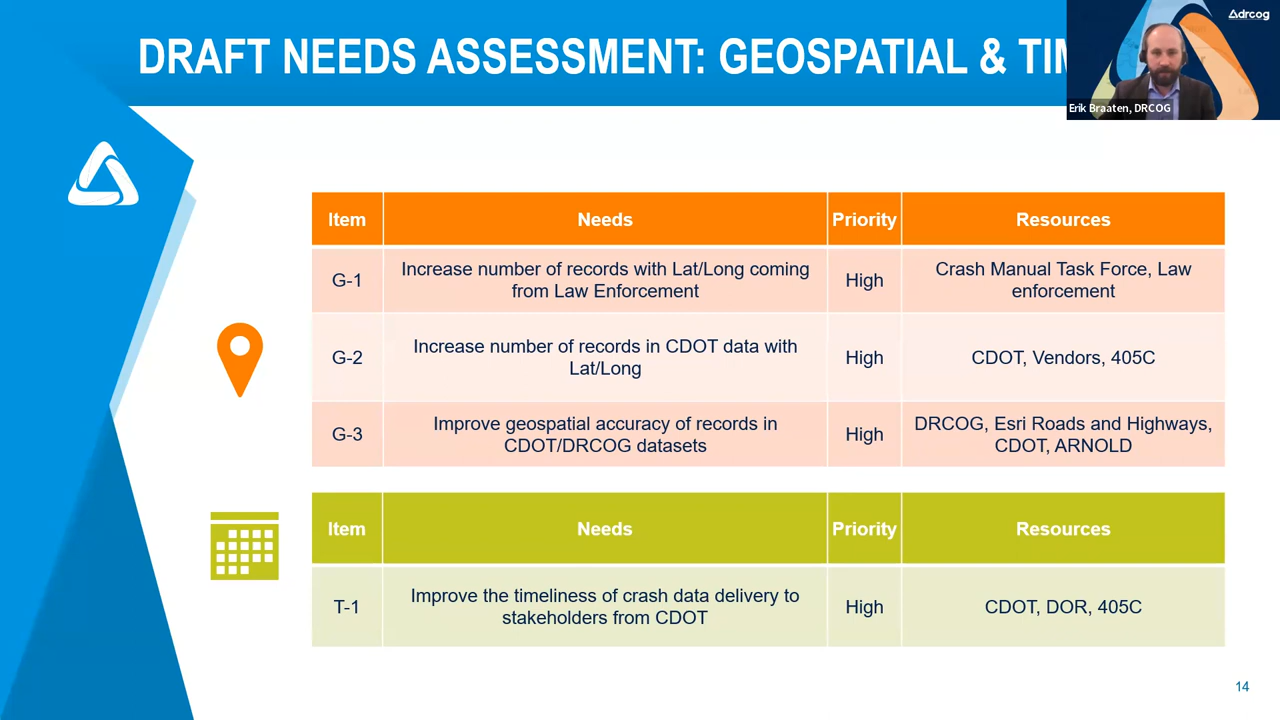 DRAFT NEEDS ASSESSMENT: GEOSPATIAL &
drcog
Erik Braaten, DRCOG
Item Needs Priority Resources
G-1 Increase number of records with Lat/Long coming
from Law Enforcement High Crash Manual Task Force, Law
enforcement
G-2 Increase number of records in CDOT data with
Lat/Long High CDOT, Vendors, 405C
G-3 Improve geospatial accuracy of records in
CDOT/DRCOG datasets High DRCOG, Esri Roads and Highways,
CDOT, ARNOLD
Item Needs Priority Resources
T-1 Improve the timeliness of crash data delivery to
stakeholders from CDOT High CDOT, DOR, 405C
14